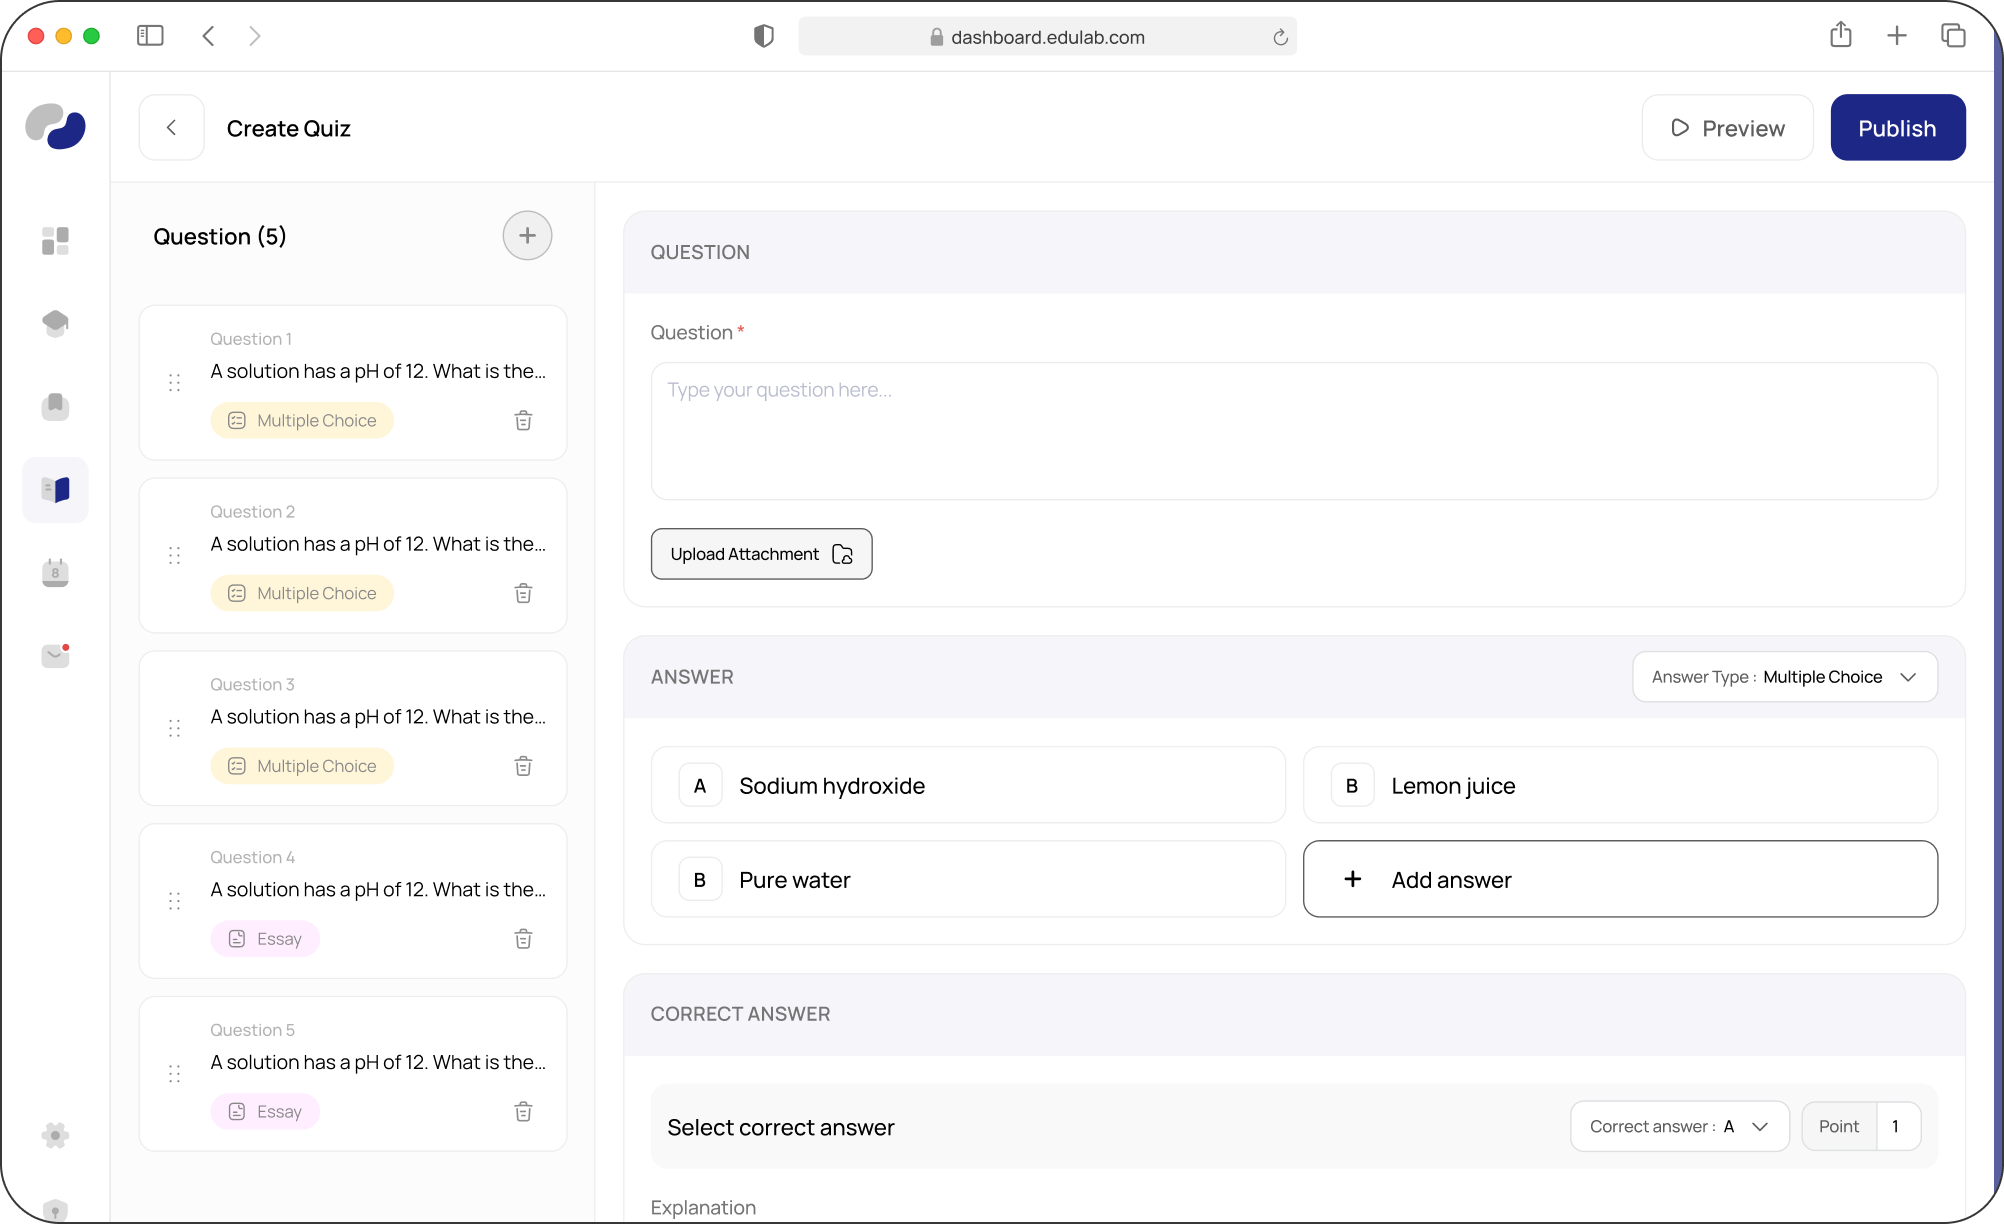 dashboard.edulab.com
Create Quiz
Preview
Publish
Question (5)
Question 1
A solution has a pH of 12. What is the...
Multiple Choice
Question 2
A solution has a pH of 12. What is the...
Multiple Choice
Question 3
A solution has a pH of 12. What is the...
Multiple Choice
Question 4
A solution has a pH of 12. What is the...
Essay
Question 5
A solution has a pH of 12. What is the...
Essay
8
QUESTION
Question *
Type your question here...
Upload Attachment
ANSWER
Answer Type : Multiple Choice
A Sodium hydroxide
B Lemon juice
B Pure water
+ Add answer
CORRECT ANSWER
Select correct answer
Correct answer : A
Point 1
Explanation